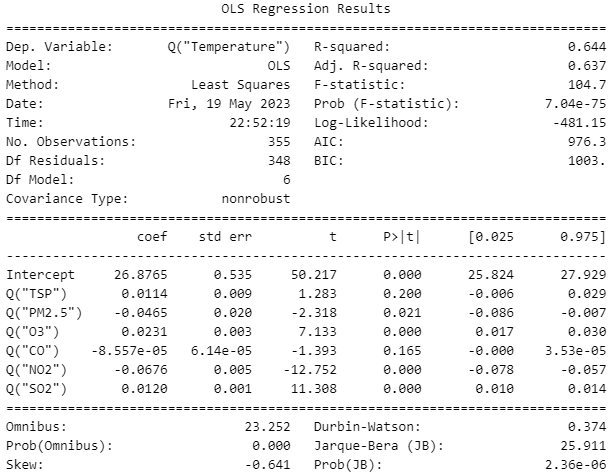 OLS Regression Results
==============================================================================
Dep. Variable: Q("Temperature") R-squared: 0.644
Model: OLS Adj. R-squared: 0.637
Method: Least Squares F-statistic: 104.7
Date: Fri, 19 May 2023 Prob (F-statistic): 7.04e-75
Time: 22:52:19 Log-Likelihood: -481.15
No. Observations: 355 AIC: 976.3
Df Residuals: 348 BIC: 1003.
Df Model: 6
Covariance Type: nonrobust
==============================================================================
coef std err t P>|t| [0.025 0.975]
------------------------------------------------------------------------------
Intercept 26.8765 0.535 50.217 0.000 25.824 27.929
Q("TSP") 0.0114 0.009 1.283 0.200 -0.006 0.029
Q("PM2.5") -0.0465 0.020 -2.318 0.021 -0.086 -0.007
Q("O3") 0.0231 0.003 7.133 0.000 0.017 0.030
Q("CO") -8.557e-05 6.14e-05 -1.393 0.165 -0.000 3.53e-05
Q("NO2") -0.0676 0.005 -12.752 0.000 -0.078 -0.057
Q("SO2") 0.0120 0.001 11.308 0.000 0.010 0.014
==============================================================================
Omnibus: 23.252 Durbin-Watson: 0.374
Prob(Omnibus): 0.000 Jarque-Bera (JB): 25.911
Skew: -0.641 Prob(JB): 2.36e-06